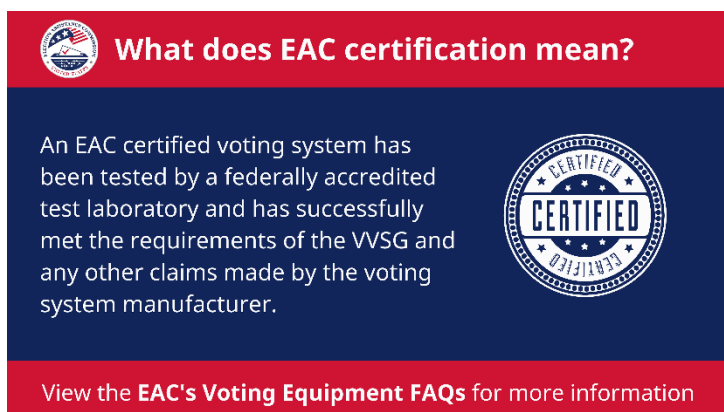 What does EAC certification mean?
An EAC certified voting system has
been tested by a federally accredited
test laboratory and has successfully
met the requirements of the VVSG and
any other claims made by the voting
system manufacturer.
CERTIFIED
CERTIFIED
CERTIFIED
View the EAC's Voting Equipment FAQs for more information